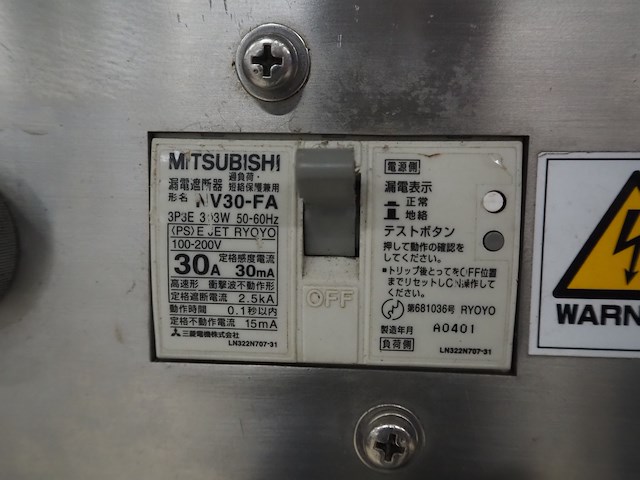 MITSUBISHI
漏電遮断器 過負荷・短絡保護兼用
形名 NV30-FA
3P3E 3Φ3W 50-60Hz
〈PS〉E JET RYOYO
100-200V
定格感度電流
30A 30mA
高速形 衝撃波不動作形
定格遮断電流 2.5kA
動作時間 0.1秒以内
定格不動作電流 15mA
三菱電機株式会社
LN322N707-31
OFF
電源側
漏電表示
正常
地絡
テストボタン
押して動作の確認を
してください。
■トリップ後とってをOFF位置
までリセットしON操作して
ください。
第681036号 RYOYO
製造年月 A0401
負荷側
LN322N707-31
WARN